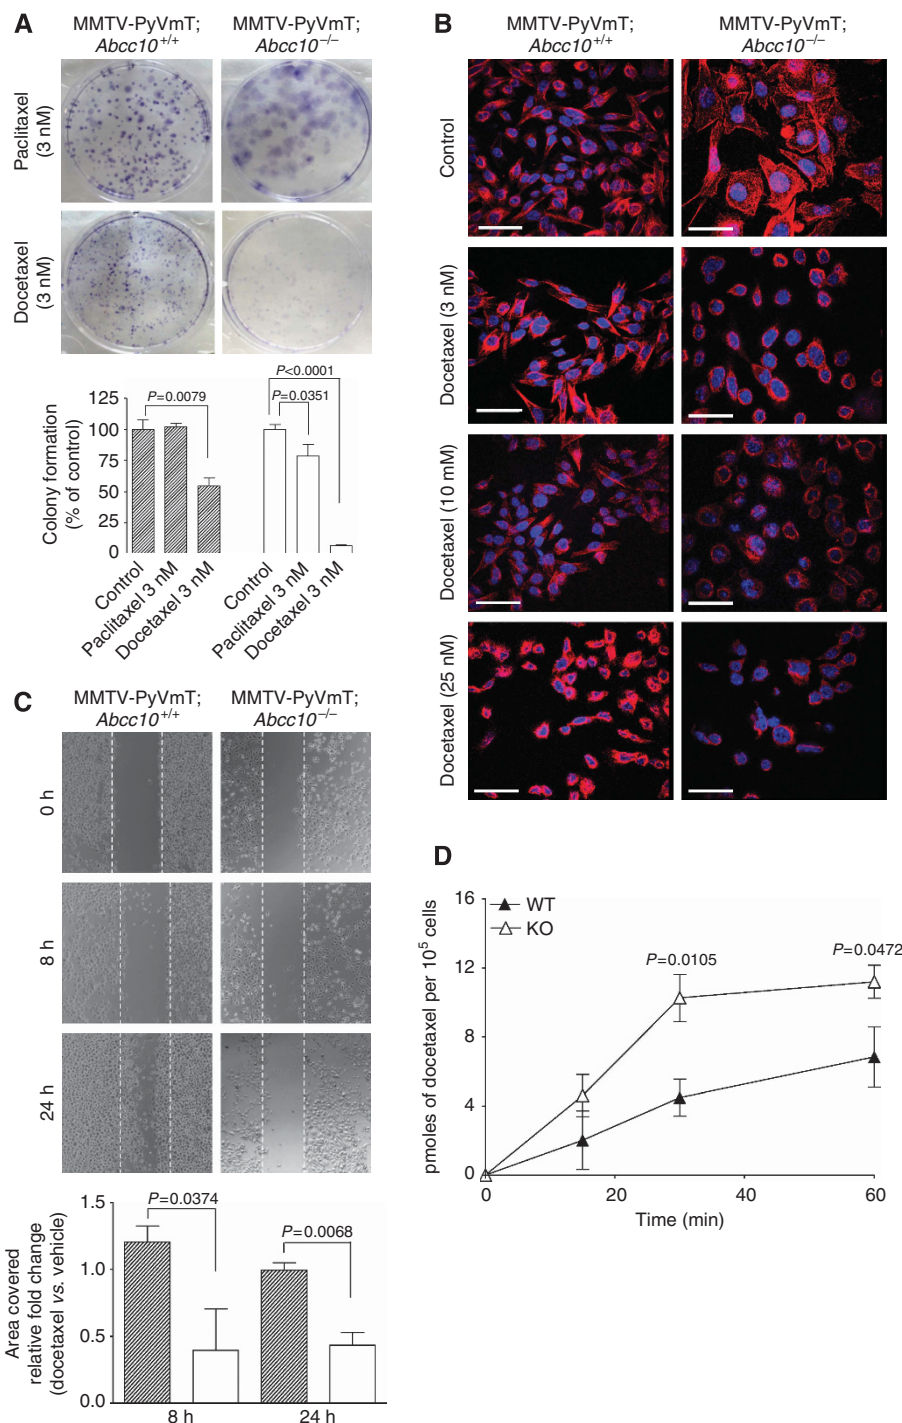 A
MMTV-PyVmT;
Abcc10+/+
MMTV-PyVmT;
Abcc10−/−
Paclitaxel
(3 nM)
Docetaxel
(3 nM)
P<0.0001
P=0.0079
P=0.0351
Colony formation
(% of control)
125
100
75
50
25
0
Control
Paclitaxel 3 nM
Docetaxel 3 nM
Control
Paclitaxel 3 nM
Docetaxel 3 nM
B
MMTV-PyVmT;
Abcc10+/+
MMTV-PyVmT;
Abcc10−/−
Control
Docetaxel (3 nM)
Docetaxel (10 mM)
Docetaxel (25 nM)
C
MMTV-PyVmT;
Abcc10+/+
MMTV-PyVmT;
Abcc10−/−
0 h
8 h
24 h
P=0.0374
P=0.0068
Area covered
relative fold change
(docetaxel vs. vehicle)
1.5
1.0
0.5
0.0
8 h
24 h
D
WT
KO
P=0.0105
P=0.0472
pmoles of docetaxel per 10⁵ cells
16
12
8
4
0
0
20
40
60
Time (min)